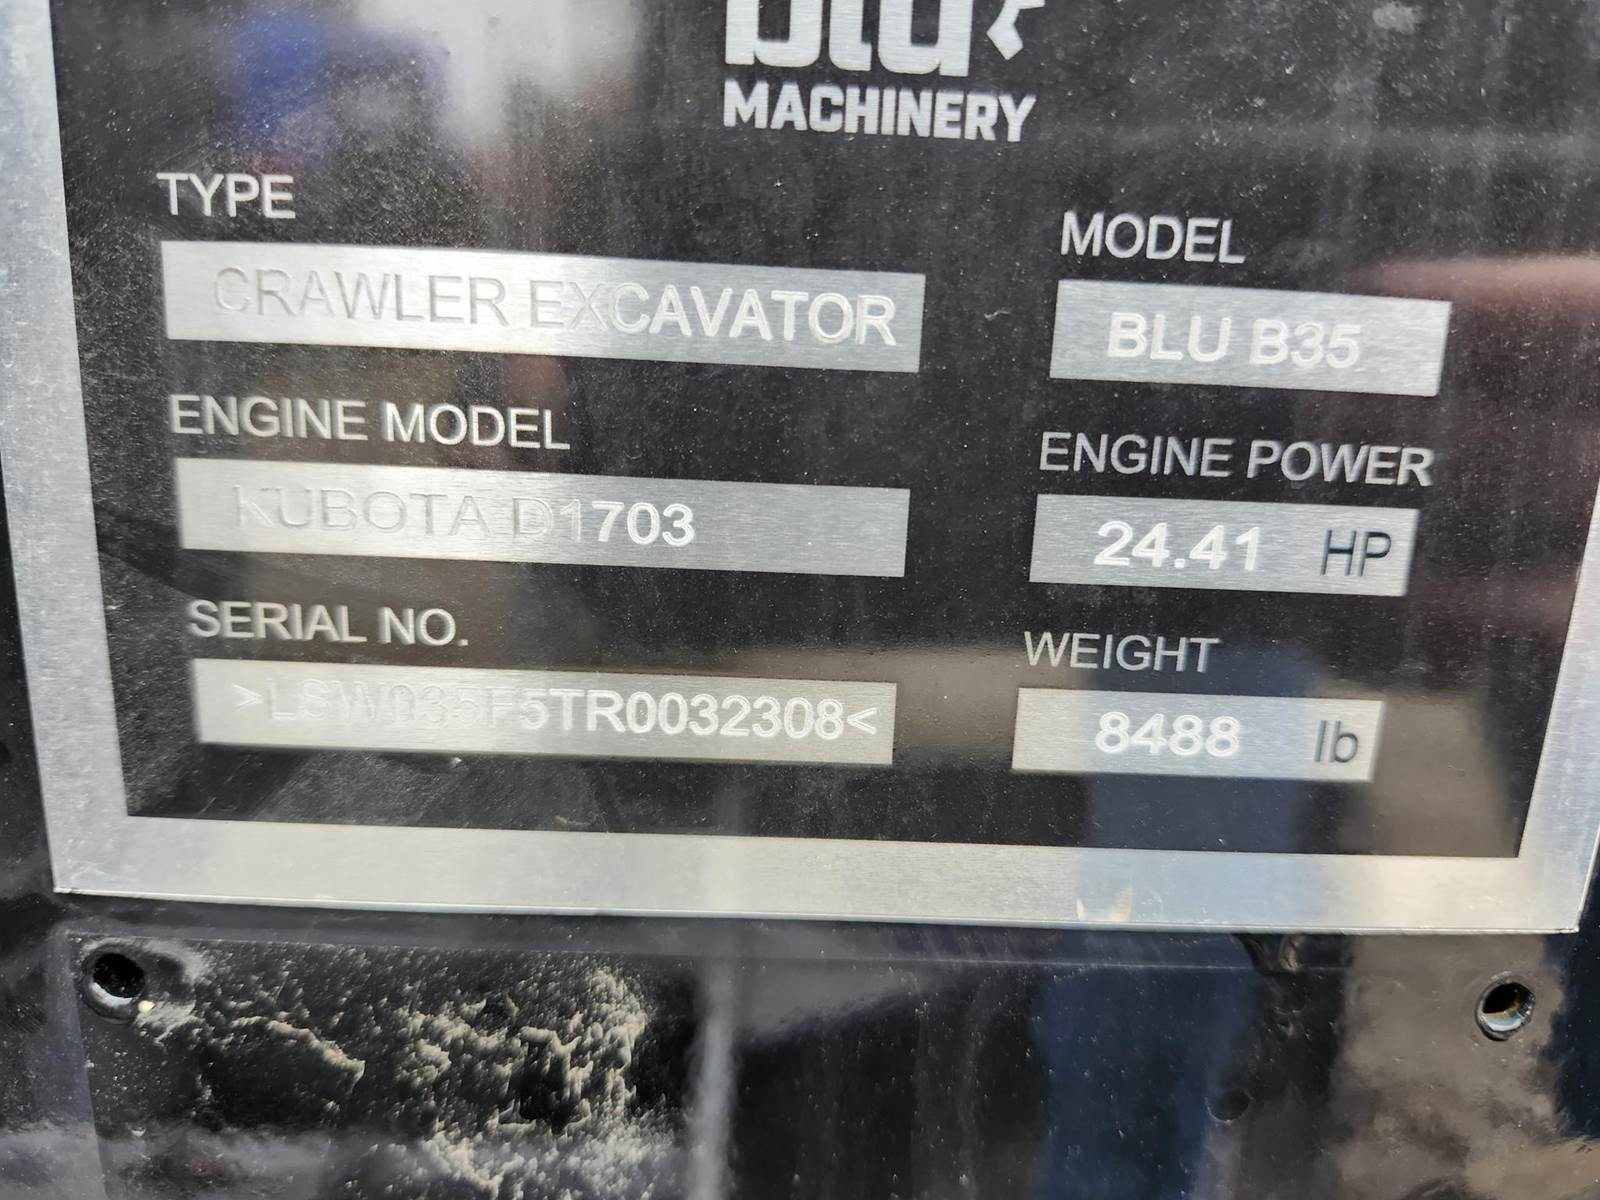 blu
MACHINERY
TYPE
MODEL
CRAWLER EXCAVATOR
BLU B35
ENGINE MODEL
ENGINE POWER
KUBOTA D1703
24.41 HP
SERIAL NO.
WEIGHT
>LSW035F5TR0032308<
8488 lb